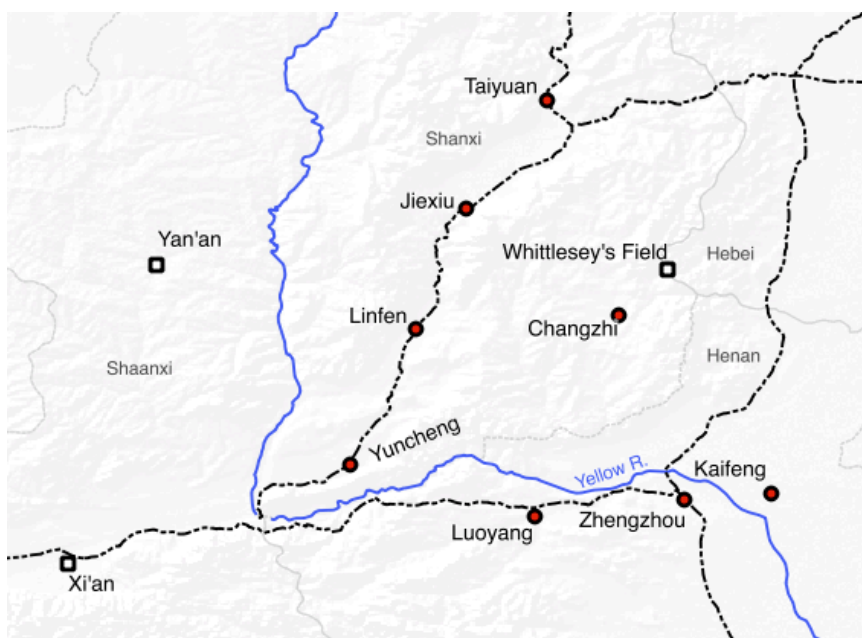 Taiyuan
Shanxi
Jiexiu
Yan'an
Whittlesey's Field
Hebei
Linfen
Changzhi
Shaanxi
Henan
Yuncheng
Yellow R.
Kaifeng
Luoyang
Zhengzhou
Xi'an